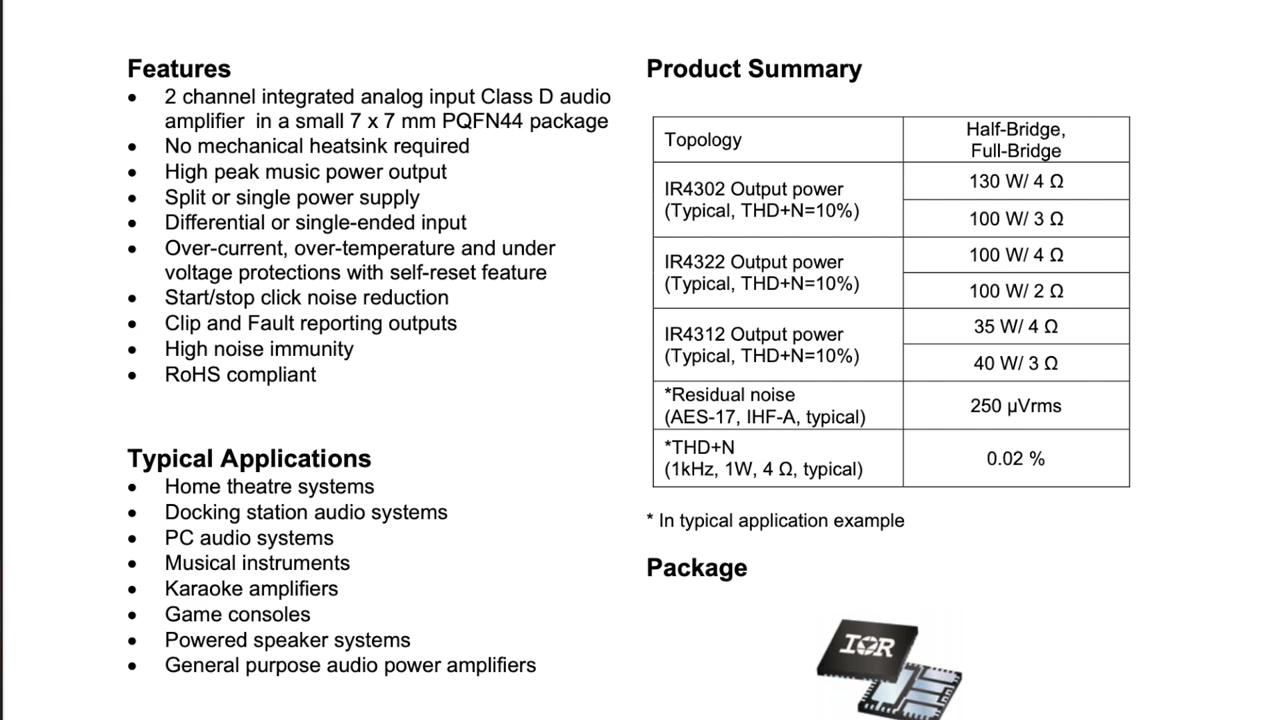 Features
• 2 channel integrated analog input Class D audio
amplifier in a small 7 x 7 mm PQFN44 package
• No mechanical heatsink required
• High peak music power output
• Split or single power supply
• Differential or single-ended input
• Over-current, over-temperature and under
voltage protections with self-reset feature
• Start/stop click noise reduction
• Clip and Fault reporting outputs
• High noise immunity
• RoHS compliant
Typical Applications
• Home theatre systems
• Docking station audio systems
• PC audio systems
• Musical instruments
• Karaoke amplifiers
• Game consoles
• Powered speaker systems
• General purpose audio power amplifiers
Product Summary
Topology
Half-Bridge,
Full-Bridge
IR4302 Output power
(Typical, THD+N=10%)
130 W/ 4 Ω
100 W/ 3 Ω
IR4322 Output power
(Typical, THD+N=10%)
100 W/ 4 Ω
100 W/ 2 Ω
IR4312 Output power
(Typical, THD+N=10%)
35 W/ 4 Ω
40 W/ 3 Ω
*Residual noise
(AES-17, IHF-A, typical)
250 µVrms
*THD+N
(1kHz, 1W, 4 Ω, typical)
0.02 %
* In typical application example
Package
IOR